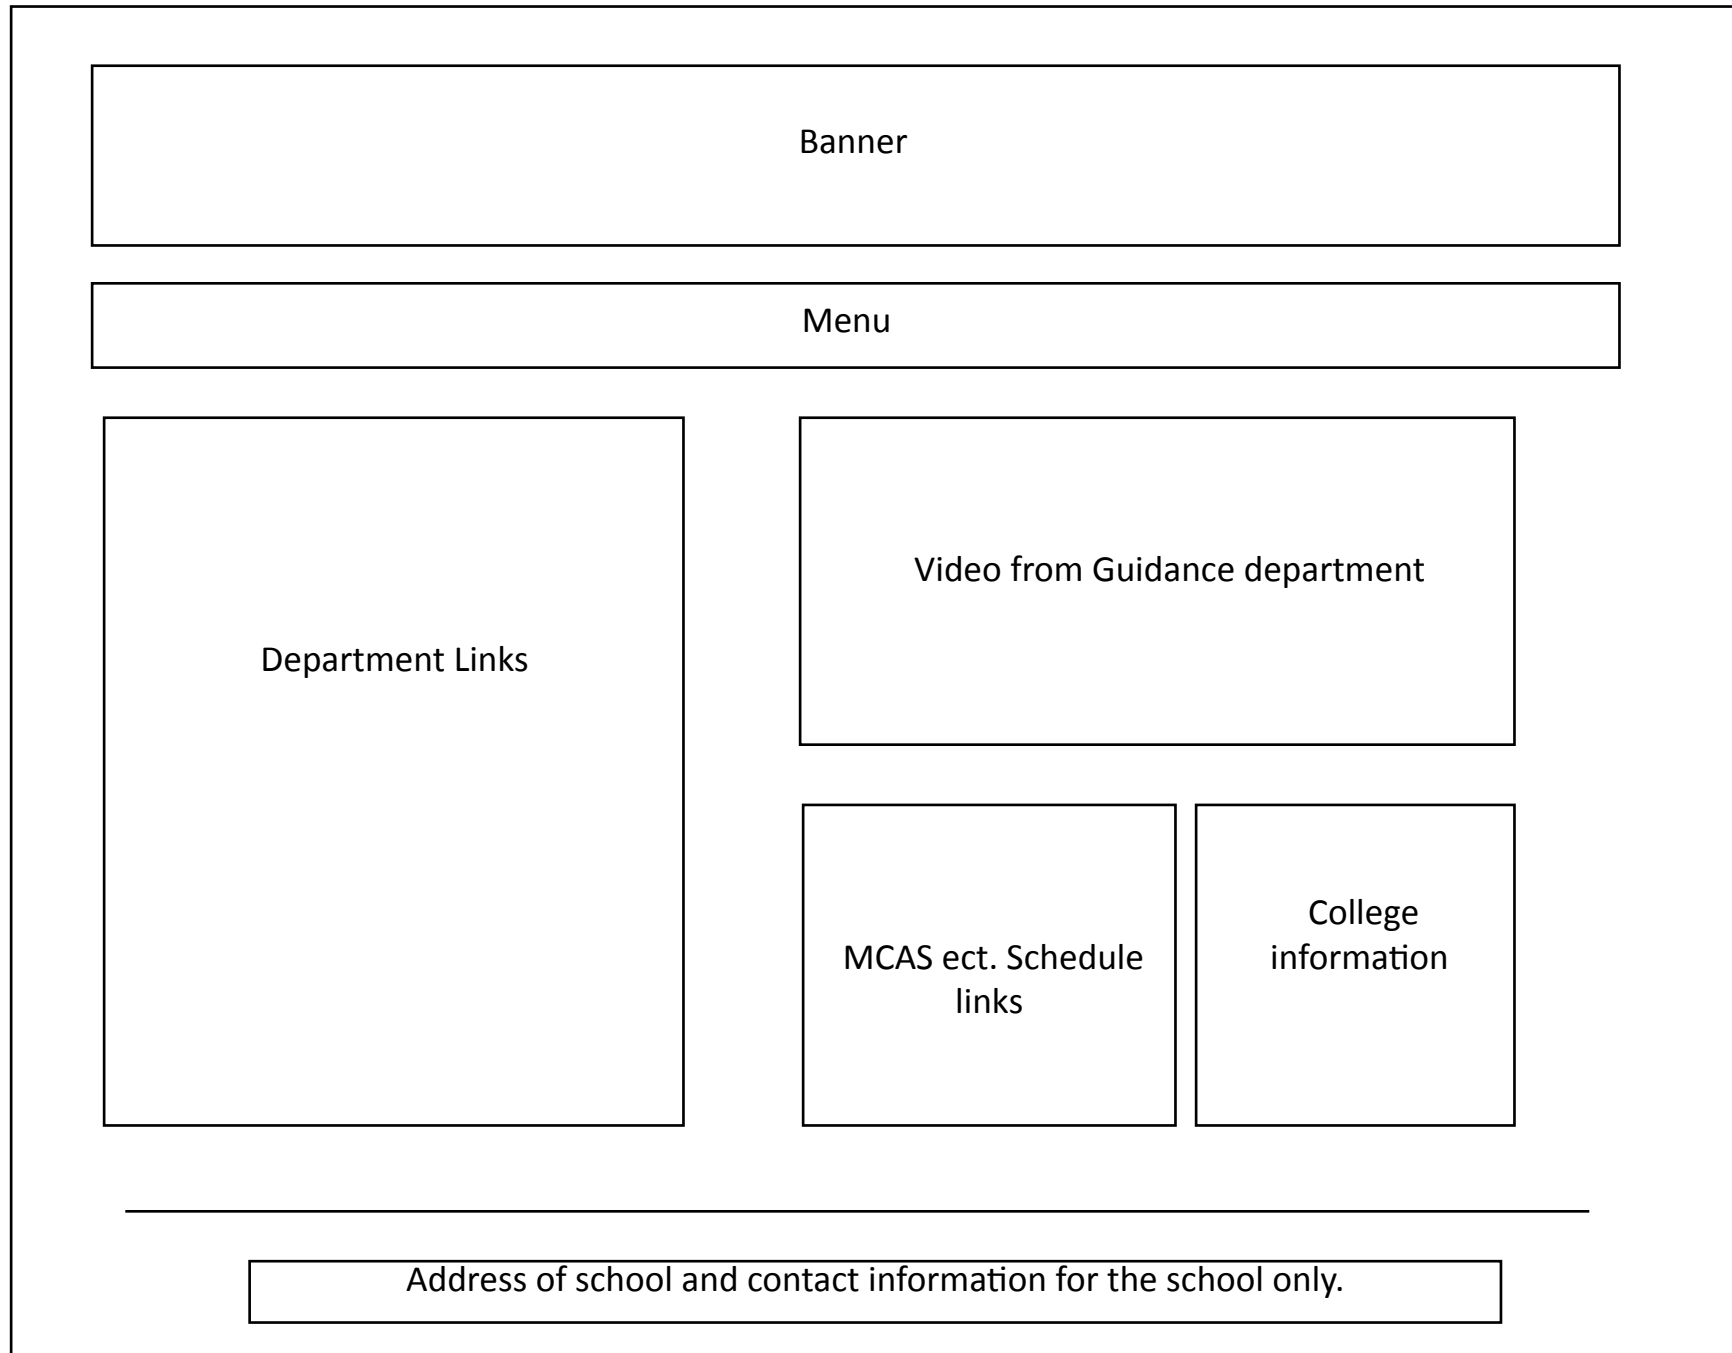 Banner
Menu
Department Links
Video from Guidance department
MCAS ect. Schedule
links
College
information
Address of school and contact information for the school only.